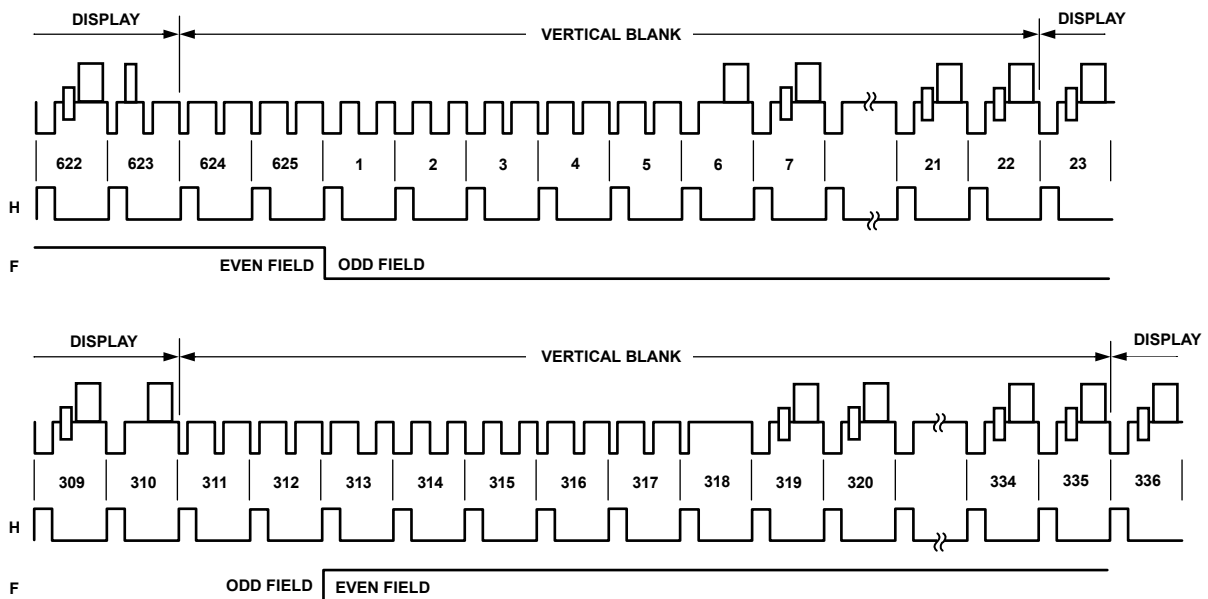 DISPLAY VERTICAL BLANK DISPLAY
622 623 624 625 1 2 3 4 5 6 7 21 22 23
H
F EVEN FIELD ODD FIELD
DISPLAY VERTICAL BLANK DISPLAY
309 310 311 312 313 314 315 316 317 318 319 320 334 335 336
H
F ODD FIELD EVEN FIELD